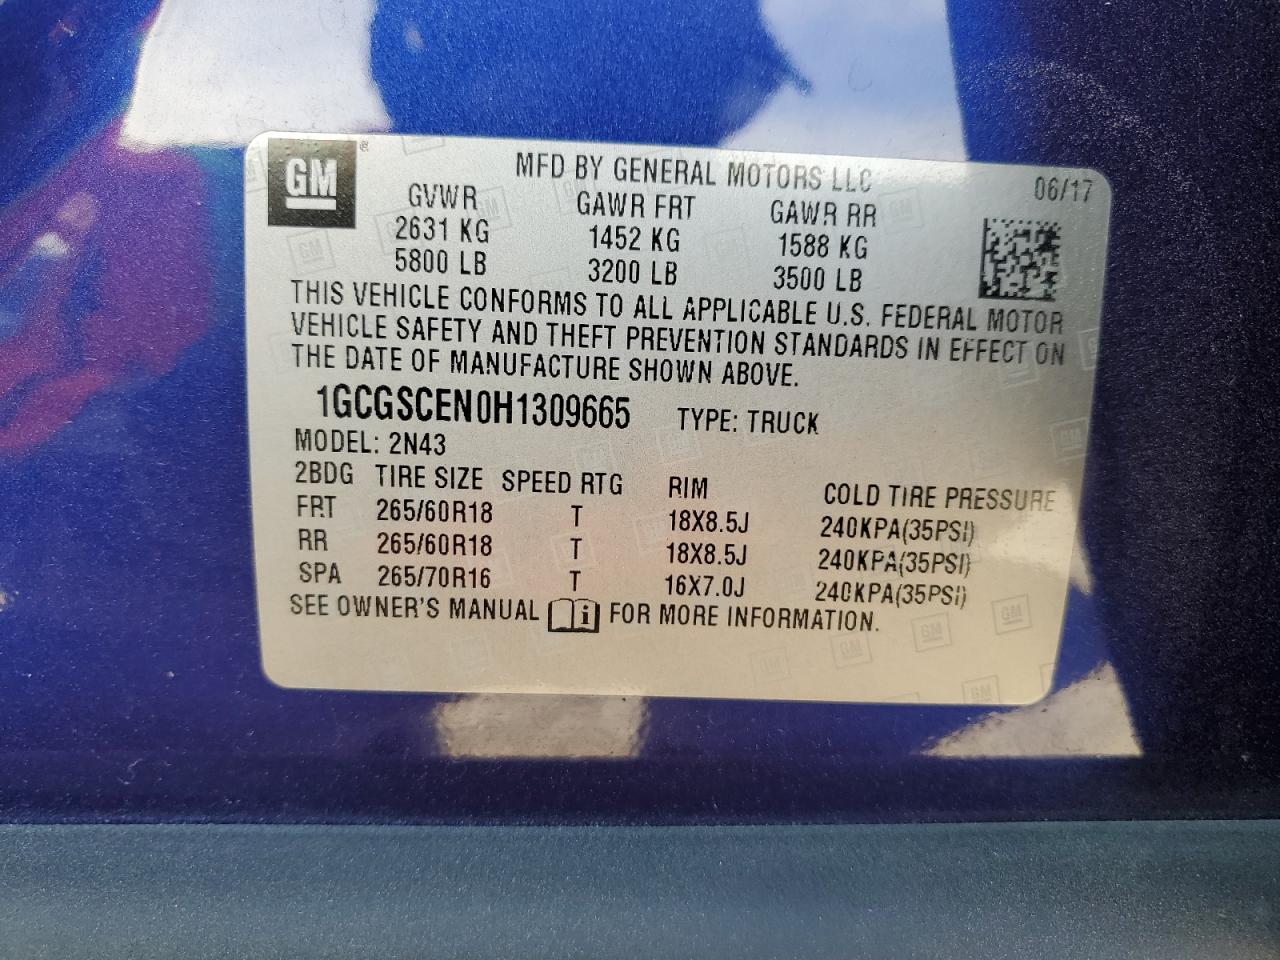 GM ®
MFD BY GENERAL MOTORS LLC 06/17
GVWR GAWR FRT GAWR RR
2631 KG 1452 KG 1588 KG
5800 LB 3200 LB 3500 LB
THIS VEHICLE CONFORMS TO ALL APPLICABLE U.S. FEDERAL MOTOR
VEHICLE SAFETY AND THEFT PREVENTION STANDARDS IN EFFECT ON
THE DATE OF MANUFACTURE SHOWN ABOVE.
1GCGSCEN0H1309665 TYPE: TRUCK
MODEL: 2N43
2BDG TIRE SIZE SPEED RTG RIM COLD TIRE PRESSURE
FRT 265/60R18 T 18X8.5J 240KPA(35PSI)
RR 265/60R18 T 18X8.5J 240KPA(35PSI)
SPA 265/70R16 T 16X7.0J 240KPA(35PSI)
SEE OWNER'S MANUAL i FOR MORE INFORMATION.